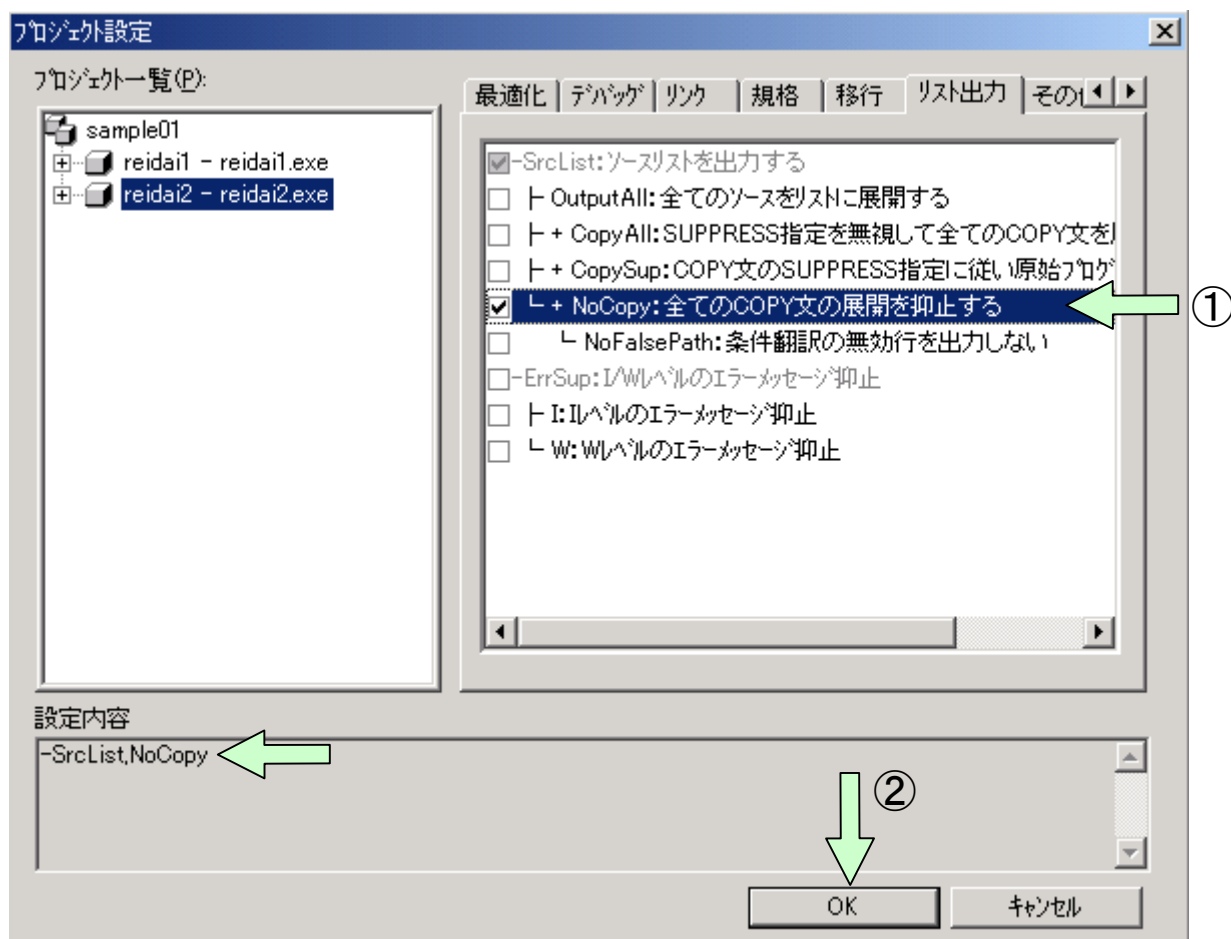 プロジェクト設定
プロジェクト一覧(P):
sample01
reidai1 - reidai1.exe
reidai2 - reidai2.exe
最適化 デバッグ リンク 規格 移行 リスト出力 その
-SrcList:ソースリストを出力する
├ OutputAll:全てのソースをリストに展開する
├ + CopyAll:SUPPRESS指定を無視して全てのCOPY文を
├ + CopySup:COPY文のSUPPRESS指定に従い原始プログ
└ + NoCopy:全てのCOPY文の展開を抑止する
①
└ NoFalsePath:条件翻訳の無効行を出力しない
-ErrSup:I/Wレベルのエラーメッセージ抑止
├ I:Iレベルのエラーメッセージ抑止
└ W:Wレベルのエラーメッセージ抑止
設定内容
-SrcList,NoCopy
②
OK
キャンセル